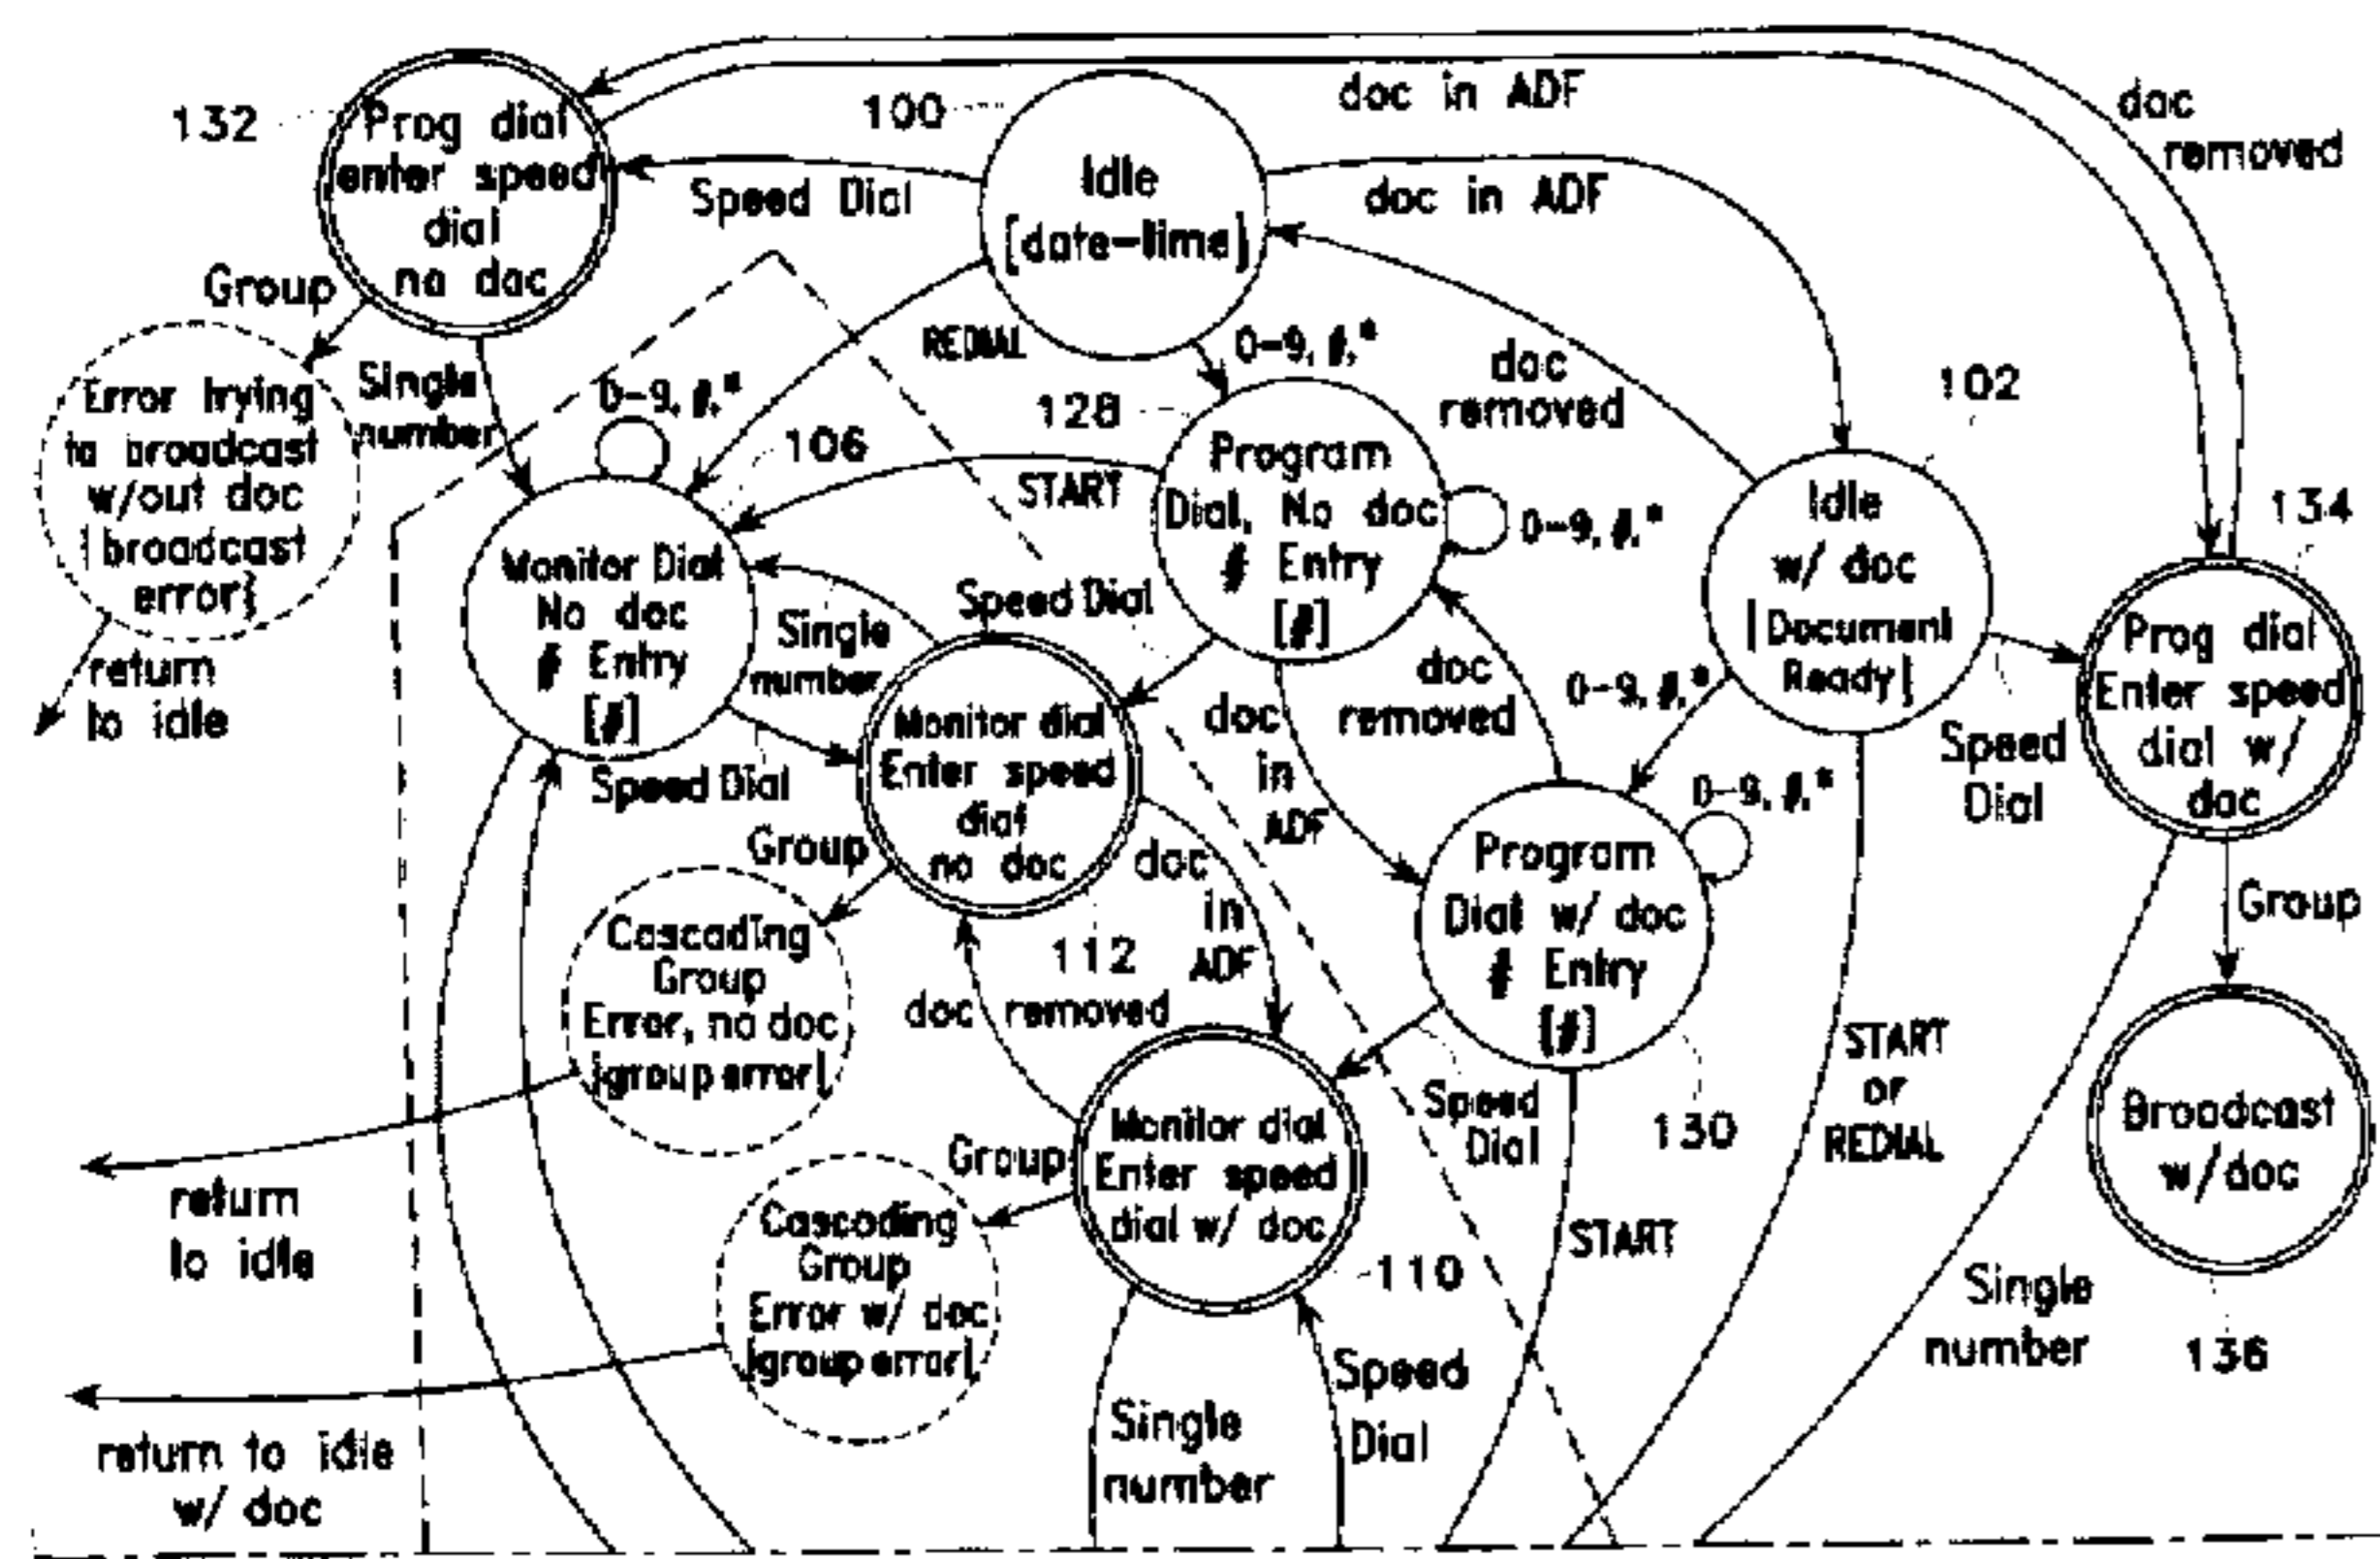 132
Prog dial
enter speed
dial
no doc
100
Idle
[date-time]
doc in ADF
doc
removed
Speed Dial
doc in ADF
Group
REDIAL
0-9, #,*
doc
removed
102
Error trying
to broadcast
w/out doc
[broadcast
error}
Single
number
0-9, #,*
106
128
Program
Dial, No doc
# Entry
[#]
START
0-9, #,*
Idle
w/ doc
[Document
Ready]
134
Prog dial
Enter speed
dial w/
doc
return
to idle
Monitor Dial
No doc
# Entry
[#]
Single
number
Speed Dial
Speed Dial
Monitor dial
Enter speed
dial
no doc
doc
in
ADF
doc
removed
0-9, #,*
Speed
Dial
0-9, #,*
Group
doc
in
ADF
112
Program
Dial w/ doc
# Entry
[#]
Group
Cascading
Group
Error, no doc
[group error]
doc removed
Speed
Dial
130
START
or
REDIAL
Broadcast
w/doc
return
to idle
Group
Monitor dial
Enter speed
dial w/ doc
110
START
Cascoding
Group
Error w/ doc
[group error]
Single
number
136
return to idle
w/ doc
Single
number
Speed
Dial